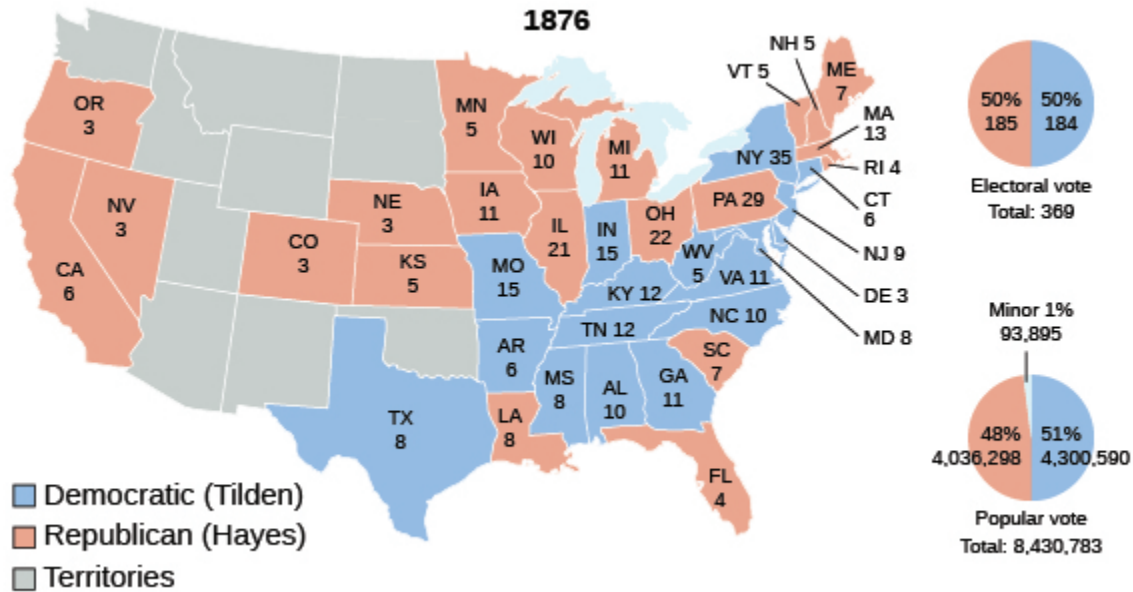 1876
OR
3
CA
6
NV
3
CO
3
NE
3
KS
5
MN
5
IA
11
WI
10
IL
21
MI
11
IN
15
OH
22
MO
15
AR
6
LA
8
TX
8
MS
8
AL
10
GA
11
FL
4
SC
7
NC 10
TN 12
KY 12
WV
5
VA 11
PA 29
NY 35
VT 5
NH 5
ME
7
MA
13
RI 4
CT
6
NJ 9
DE 3
MD 8
Democratic (Tilden)
Republican (Hayes)
Territories
50%
185
50%
184
Electoral vote
Total: 369
Minor 1%
93,895
48%
4,036,298
51%
4,300,590
Popular vote
Total: 8,430,783